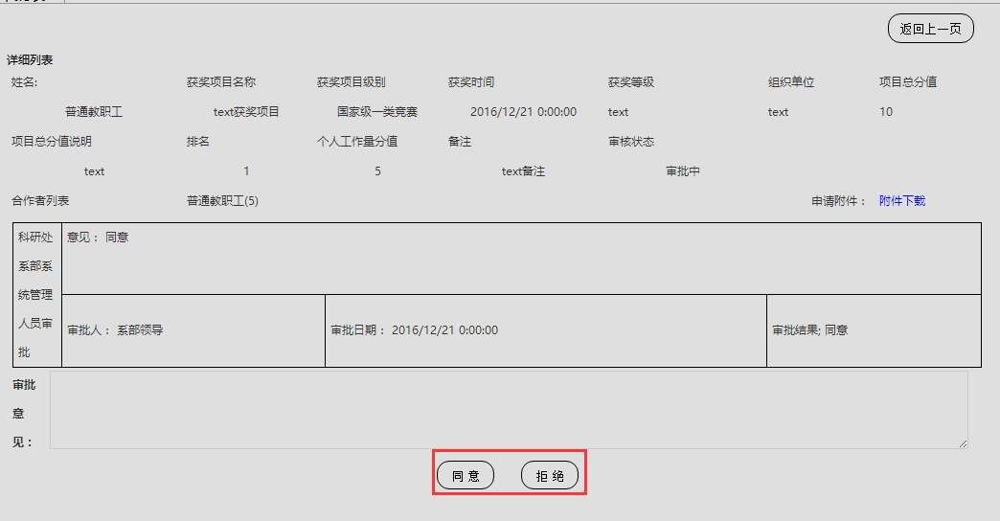 返回上一页
详细列表
姓名: 获奖项目名称 获奖项目级别 获奖时间 获奖等级 组织单位 项目总分值
普通教职工 text获奖项目 国家级一类竞赛 2016/12/21 0:00:00 text text 10
项目总分值说明 排名 个人工作量分值 备注 审核状态
text 1 5 text备注 审批中
合作者列表 普通教职工(5) 申请附件： 附件下载
科研处
系部系
统管理
人员审
批
意见： 同意
审批人： 系部领导 审批日期： 2016/12/21 0:00:00 审批结果; 同意
审批
意
见：
同 意 拒 绝